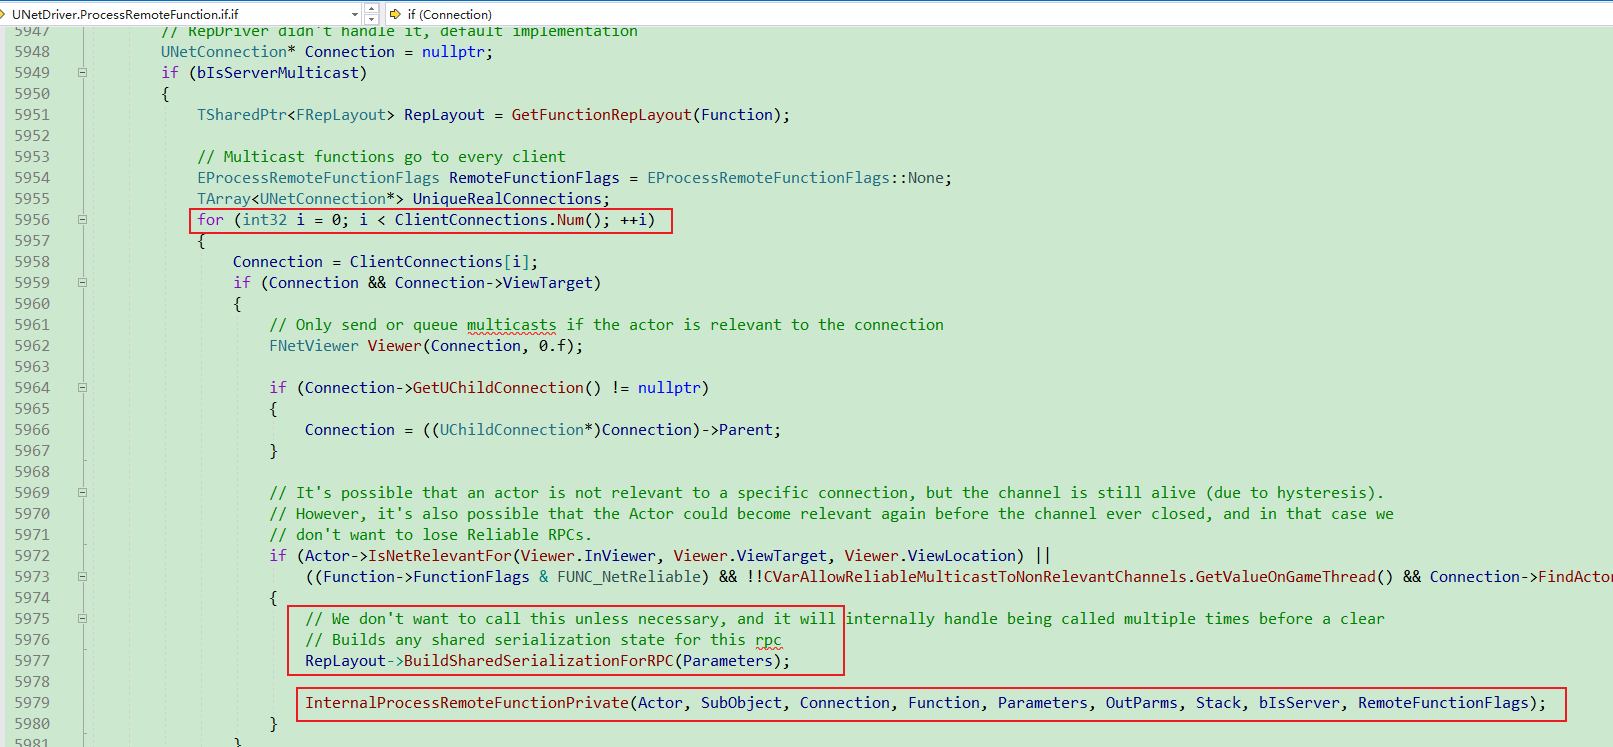 UNetDriver.ProcessRemoteFunction.if.if
if (Connection)
5947 // RepDriver didn't handle it, default implementation
5948 UNetConnection* Connection = nullptr;
5949 if (bIsServerMulticast)
5950 {
5951 TSharedPtr<FRepLayout> RepLayout = GetFunctionRepLayout(Function);
5952
5953 // Multicast functions go to every client
5954 EProcessRemoteFunctionFlags RemoteFunctionFlags = EProcessRemoteFunctionFlags::None;
5955 TArray<UNetConnection*> UniqueRealConnections;
5956 for (int32 i = 0; i < ClientConnections.Num(); ++i)
5957 {
5958 Connection = ClientConnections[i];
5959 if (Connection && Connection->ViewTarget)
5960 {
5961 // Only send or queue multicasts if the actor is relevant to the connection
5962 FNetViewer Viewer(Connection, 0.f);
5963
5964 if (Connection->GetUChildConnection() != nullptr)
5965 {
5966 Connection = ((UChildConnection*)Connection)->Parent;
5967 }
5968
5969 // It's possible that an actor is not relevant to a specific connection, but the channel is still alive (due to hysteresis).
5970 // However, it's also possible that the Actor could become relevant again before the channel ever closed, and in that case we
5971 // don't want to lose Reliable RPCs.
5972 if (Actor->IsNetRelevantFor(Viewer.InViewer, Viewer.ViewTarget, Viewer.ViewLocation) ||
5973 ((Function->FunctionFlags & FUNC_NetReliable) && !!CVarAllowReliableMulticastToNonRelevantChannels.GetValueOnGameThread() && Connection->FindActor
5974 {
5975 // We don't want to call this unless necessary, and it will internally handle being called multiple times before a clear
5976 // Builds any shared serialization state for this rpc
5977 RepLayout->BuildSharedSerializationForRPC(Parameters);
5978
5979 InternalProcessRemoteFunctionPrivate(Actor, SubObject, Connection, Function, Parameters, OutParms, Stack, bIsServer, RemoteFunctionFlags);
5980 }
5981 }